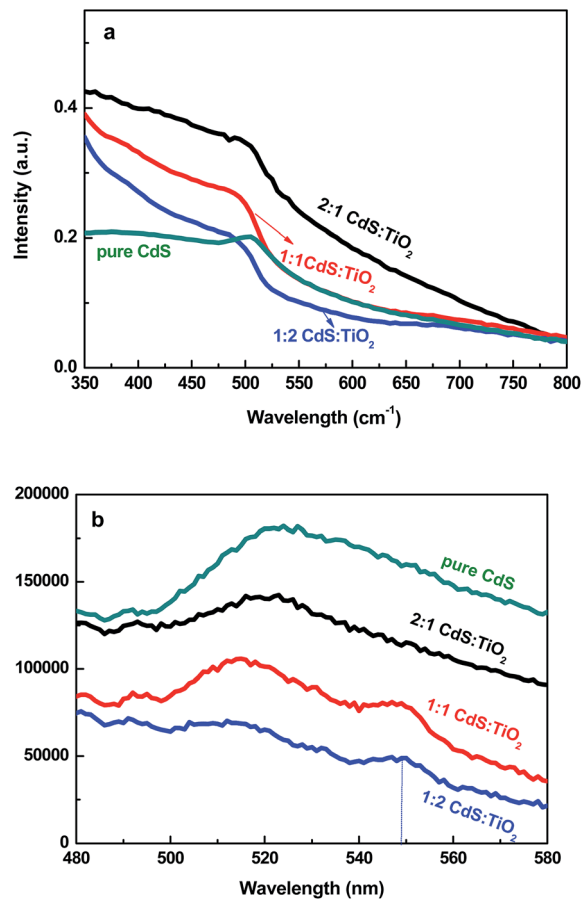 a
Intensity (a.u.)
0.4
0.2
0.0
2:1 CdS:TiO₂
1:1CdS:TiO₂
pure CdS
1:2 CdS:TiO₂
350 400 450 500 550 600 650 700 750 800
Wavelength (cm⁻¹)
b
200000
150000
100000
50000
0
pure CdS
2:1 CdS:TiO₂
1:1 CdS:TiO₂
1:2 CdS:TiO₂
480 500 520 540 560 580
Wavelength (nm)